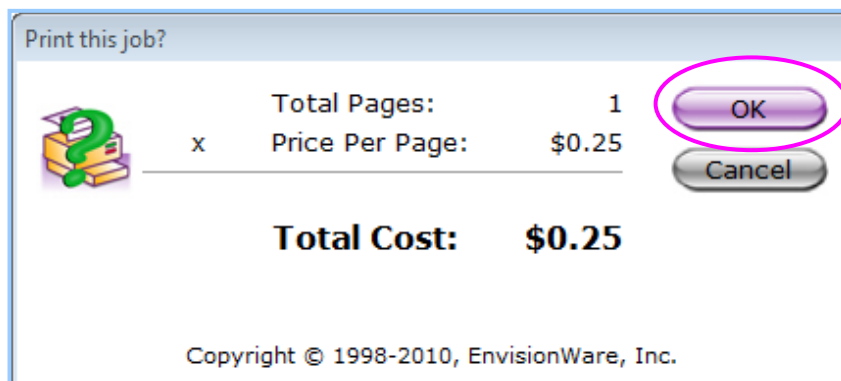 Print this job?
Total Pages: 1 OK
x Price Per Page: $0.25
Cancel
Total Cost: $0.25
Copyright © 1998-2010, EnvisionWare, Inc.